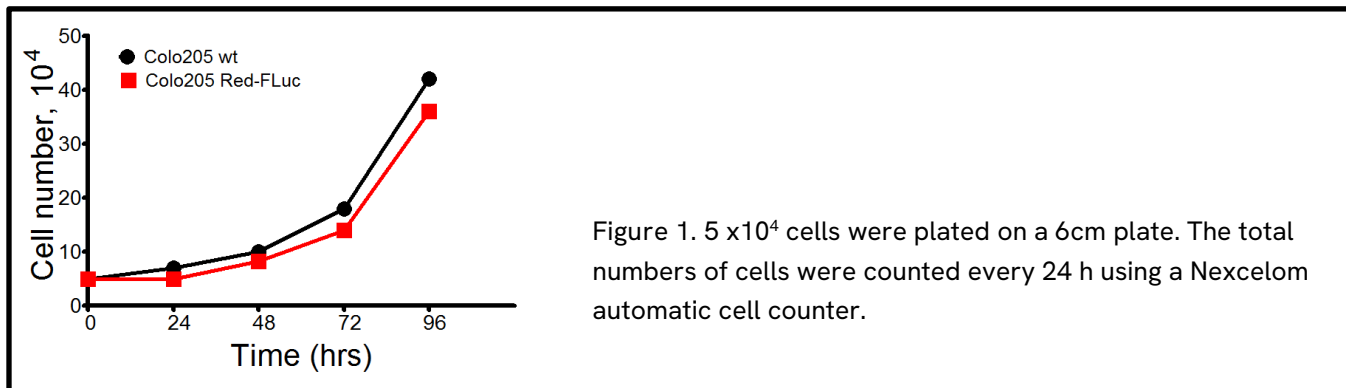 50
40
30
20
10
0
Cell number, 10⁴
Colo205 wt
Colo205 Red-FLuc
0 24 48 72 96
Time (hrs)
Figure 1. 5 x10⁴ cells were plated on a 6cm plate. The total
numbers of cells were counted every 24 h using a Nexcelom
automatic cell counter.